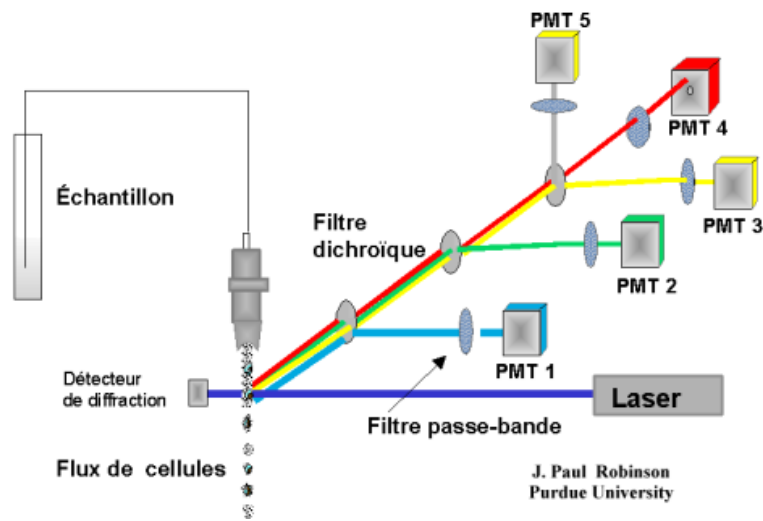 PMT 5
PMT 4
Échantillon
PMT 3
Filtre
dichroïque
PMT 2
PMT 1
Détecteur
de diffraction
Laser
Filtre passe-bande
Flux de cellules
J. Paul Robinson
Purdue University